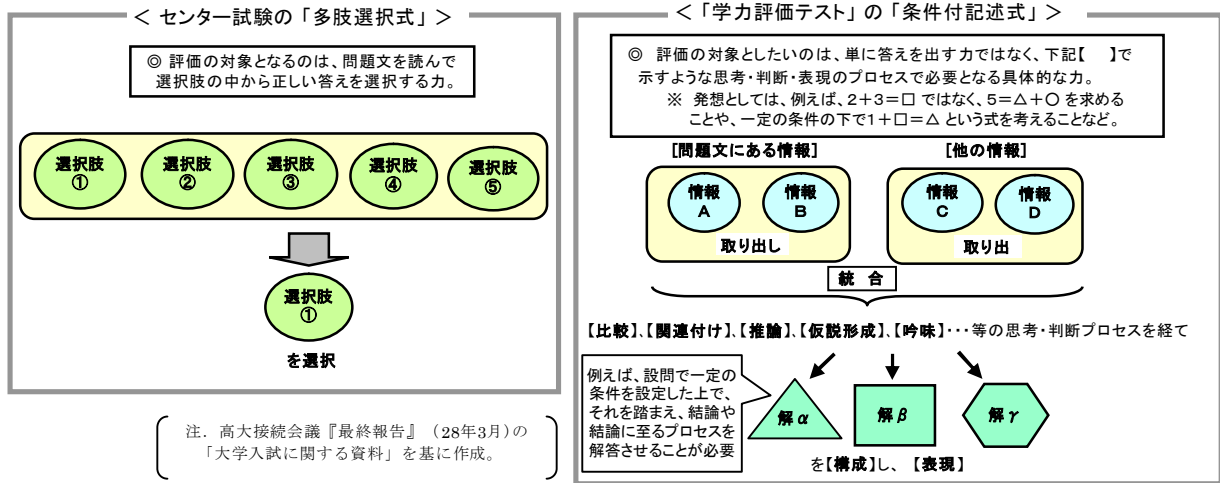 ＜ センター試験の「多肢選択式」 ＞
◎ 評価の対象となるのは、問題文を読んで
選択肢の中から正しい答えを選択する力。
選択肢
①
選択肢
②
選択肢
③
選択肢
④
選択肢
⑤
選択肢
①
を選択
注．高大接続会議『最終報告』（28年3月）の
「大学入試に関する資料」を基に作成。
＜「学力評価テスト」の「条件付記述式」＞
◎ 評価の対象としたいのは、単に答えを出す力ではなく、下記【　】で
示すような思考・判断・表現のプロセスで必要となる具体的な力。
※ 発想としては、例えば、2＋3＝□ ではなく、5＝△＋○ を求める
ことや、一定の条件の下で1＋□＝△ という式を考えることなど。
[問題文にある情報]
[他の情報]
情報
A
情報
B
取り出し
情報
C
情報
D
取り出
統 合
【比較】、【関連付け】、【推論】、【仮説形成】、【吟味】･･･等の思考・判断プロセスを経て
例えば、設問で一定の
条件を設定した上で、
それを踏まえ、結論や
結論に至るプロセスを
解答させることが必要
解α
解β
解γ
を【構成】し、【表現】